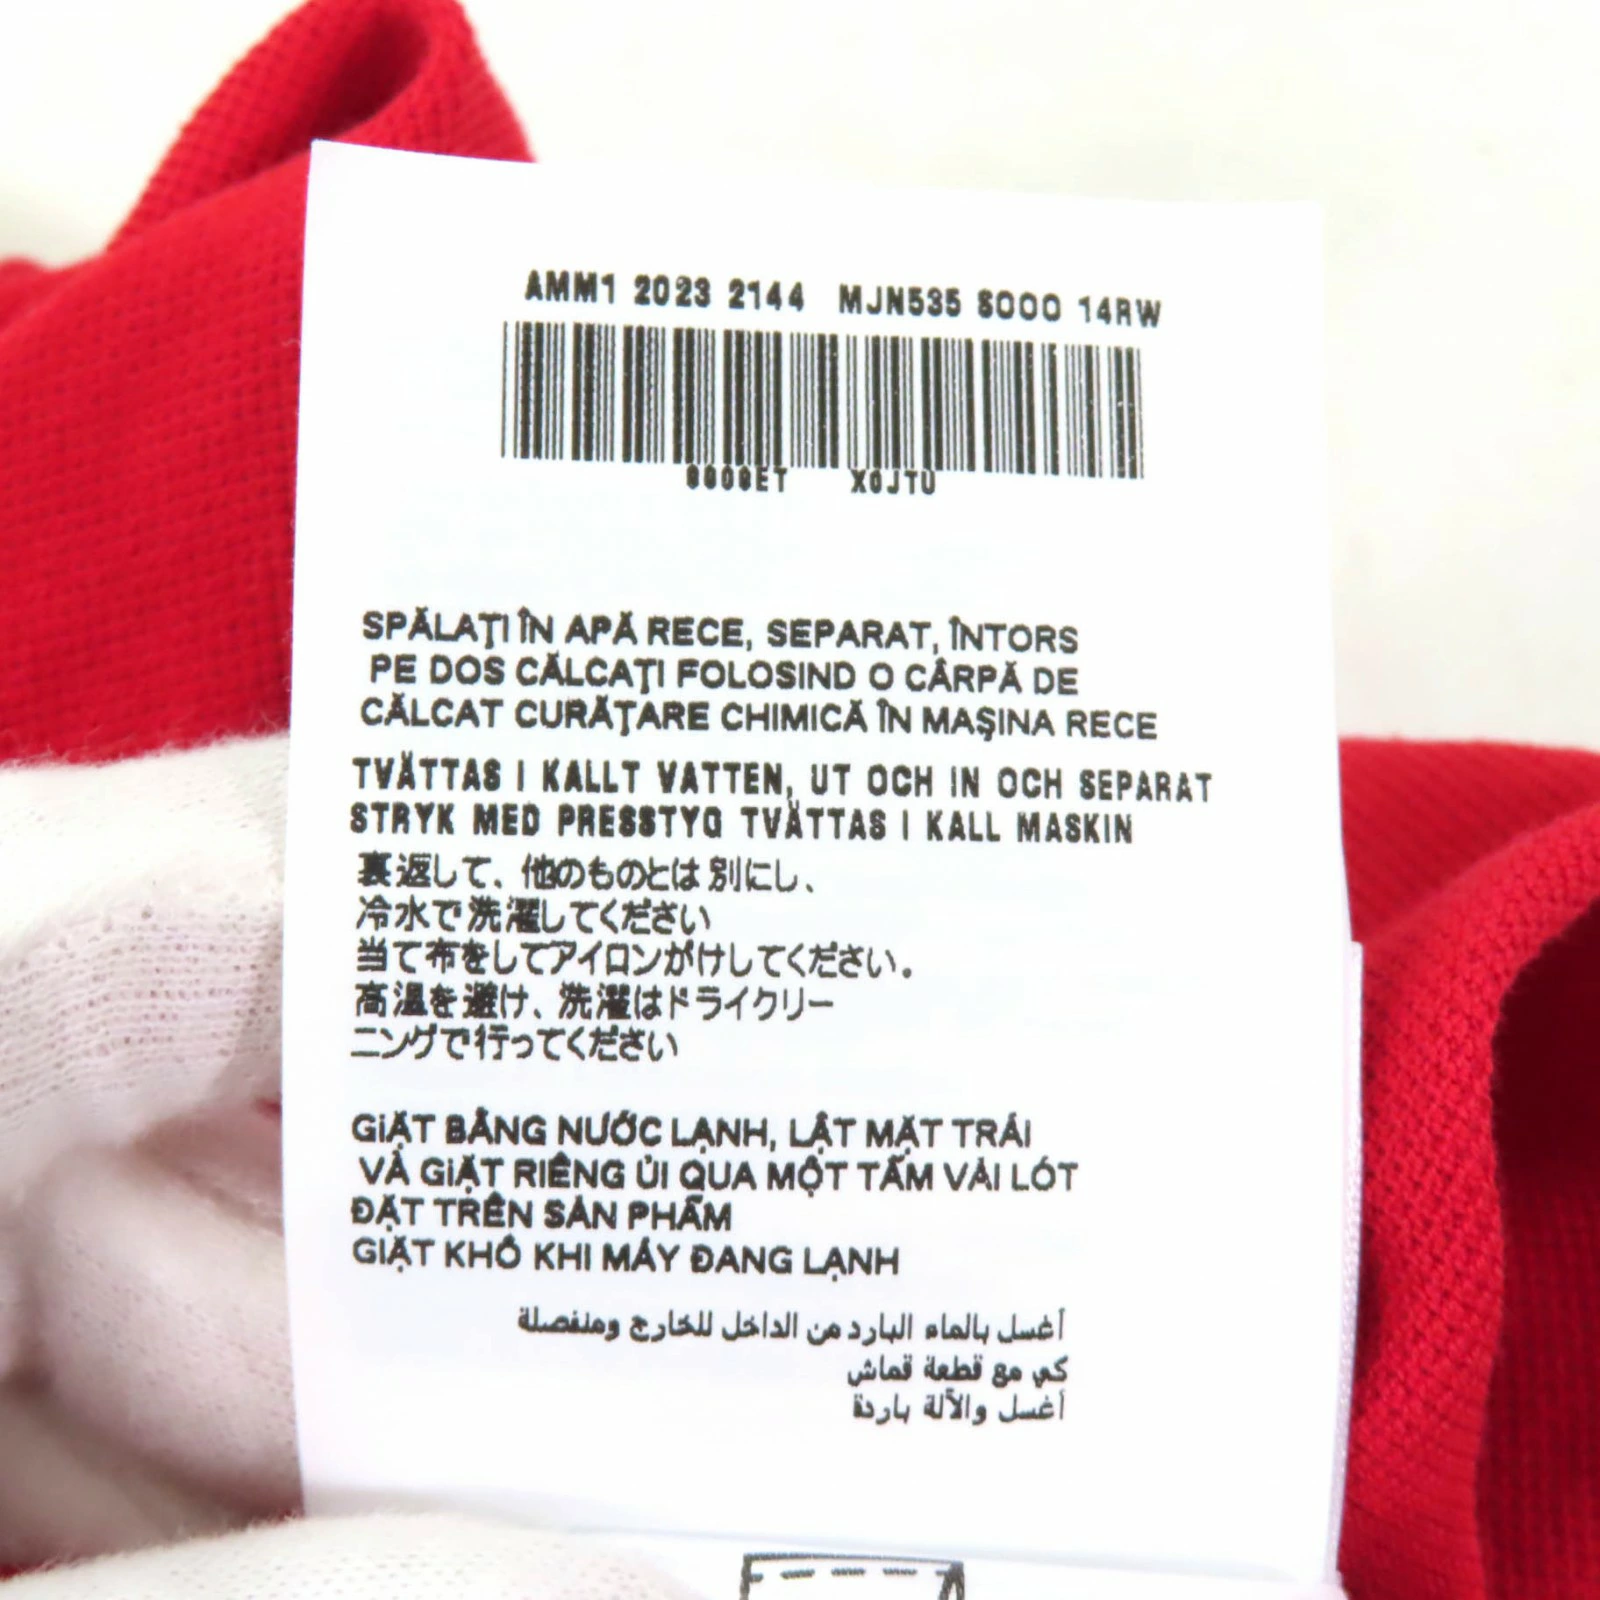 AMM1 2023 2144 MJN535 S000 14RW
X0JTU
SPĂLAŢI ÎN APĂ RECE, SEPARAT, ÎNTORS
PE DOS CĂLCAŢI FOLOSIND O CÂRPĂ DE
CĂLCAT CURĂŢARE CHIMICĂ ÎN MAŞINA RECE
TVÄTTAS I KALLT VATTEN, UT OCH IN OCH SEPARAT
STRYK MED PRESSTYG TVÄTTAS I KALL MASKIN
裏返して、他のものとは別にし、
冷水で洗濯してください
当て布をしてアイロンがけしてください。
高温を避け、洗濯はドライクリー
ニングで行ってください
GIẶT BẰNG NƯỚC LẠNH, LẬT MẶT TRÁI
VÀ GIẶT RIÊNG ỦI QUA MỘT TẤM VẢI LÓT
ĐẶT TRÊN SẢN PHẨM
GIẶT KHÔ KHI MÁY ĐANG LẠNH
أغسل بالماء البارد من الداخل للخارج ومنفصلة
كي مع قطعة قماش
أغسل والآلة باردة